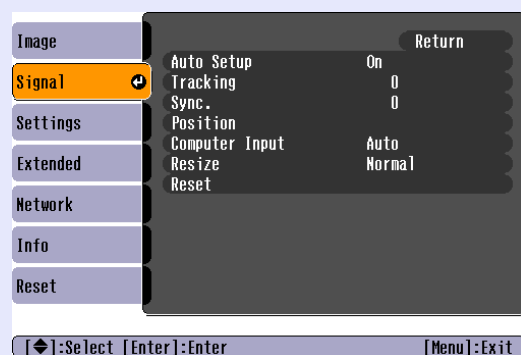 Image
Signal
Settings
Extended
Network
Info
Reset
Return
Auto Setup On
Tracking 0
Sync. 0
Position
Computer Input Auto
Resize Normal
Reset
[◆]:Select [Enter]:Enter [Menu]:Exit